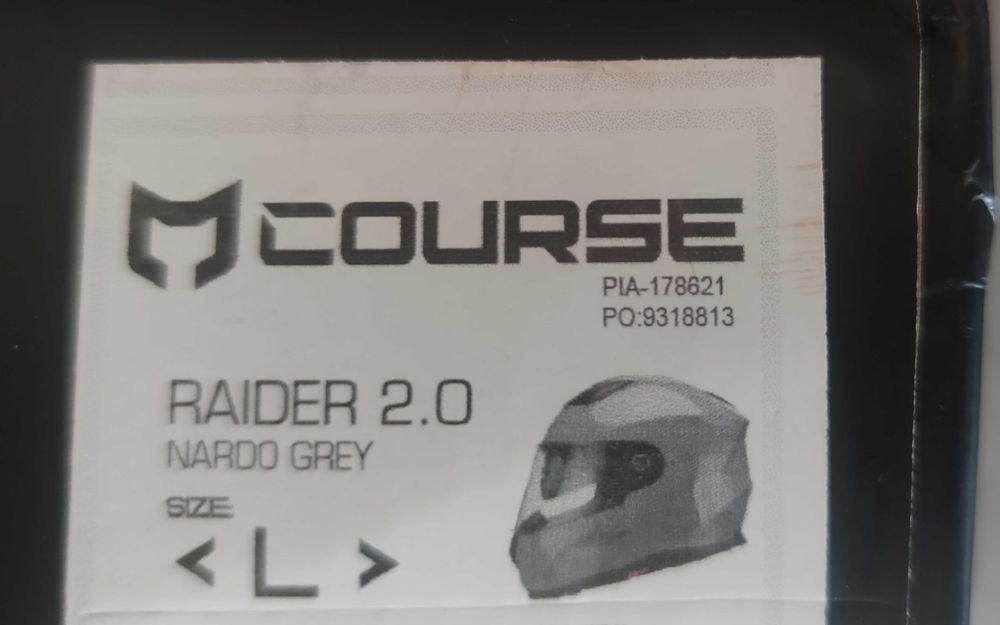 COURSE
PIA-178621
PO:9318813
RAIDER 2.0
NARDO GREY
SIZE
< L >